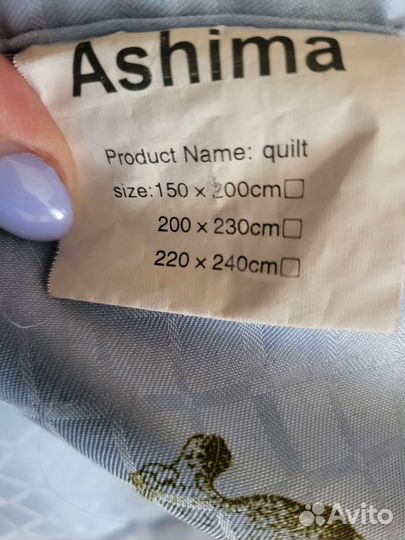 Ashima
Product Name: quilt
size:150 × 200cm☐
200 × 230cm☐
220 × 240cm☐
Avito